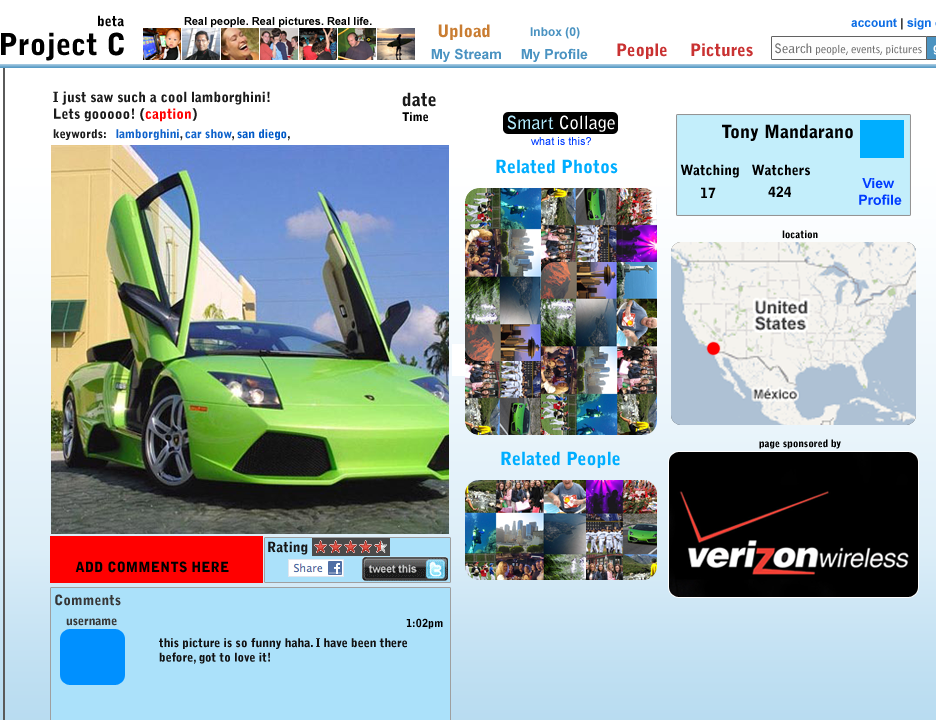 beta
Project C
Real people. Real pictures. Real life.
Upload
Inbox (0)
My Stream
My Profile
People
Pictures
account | sign
Search people, events, pictures
I just saw such a cool lamborghini!
Lets gooooo! (caption)
keywords: lamborghini, car show, san diego,
date
Time
Smart Collage
what is this?
Related Photos
Related People
Tony Mandarano
Watching
Watchers
17
424
View
Profile
location
United
States
México
page sponsored by
verizonwireless
ADD COMMENTS HERE
Rating
Share
tweet this
Comments
username
1:02pm
this picture is so funny haha. I have been there
before, got to love it!